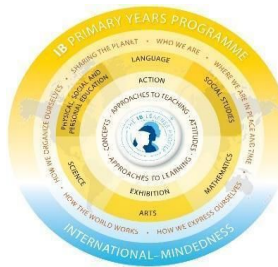 IB PRIMARY YEARS PROGRAMME
SHARING THE PLANET • WHO WE ARE • WHERE WE ARE IN PLACE AND TIME
HOW WE EXPRESS OURSELVES • HOW THE WORLD WORKS • HOW WE ORGANIZE OURSELVES
LANGUAGE
SOCIAL STUDIES
MATHEMATICS
ARTS
SCIENCE
PHYSICAL, SOCIAL AND
PERSONAL EDUCATION
ACTION
ATTITUDES
EXHIBITION
CONCEPTS
APPROACHES TO TEACHING
APPROACHES TO LEARNING
INTERNATIONAL-MINDEDNESS